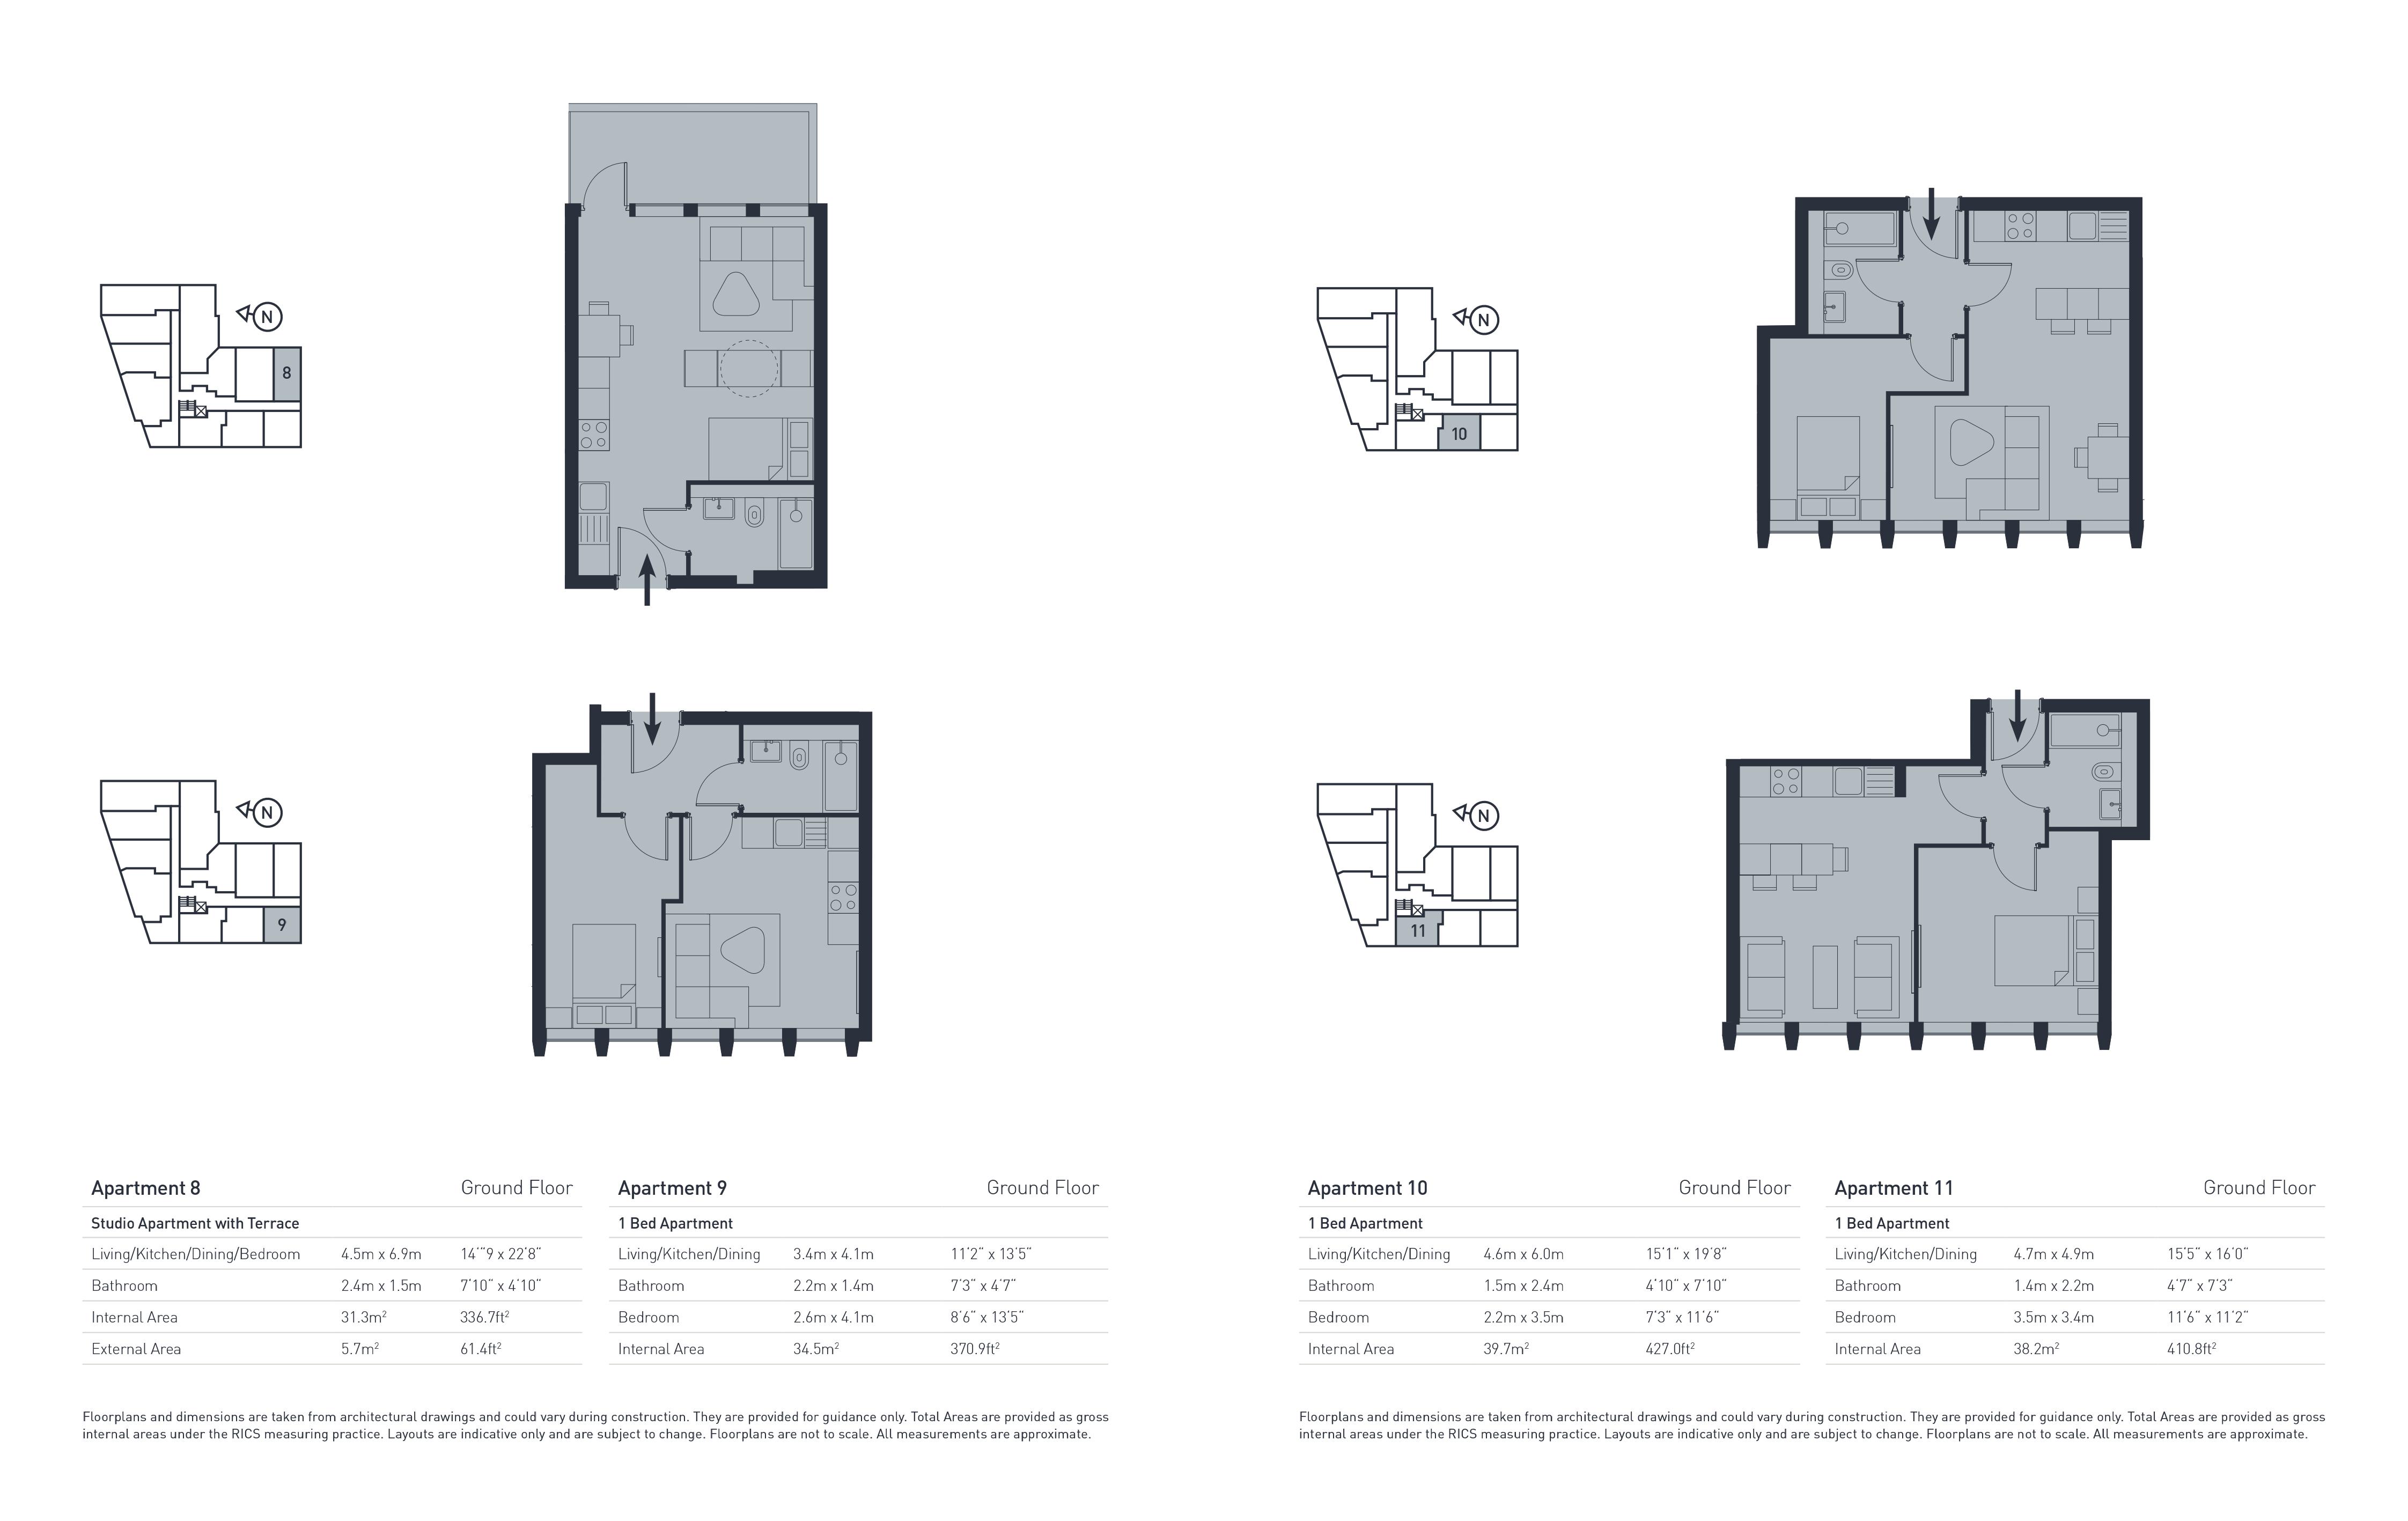 N
8
N
10
N
9
N
11
Apartment 8 Ground Floor
Studio Apartment with Terrace
Living/Kitchen/Dining/Bedroom 4.5m x 6.9m 14'"9 x 22'8"
Bathroom 2.4m x 1.5m 7'10" x 4'10"
Internal Area 31.3m² 336.7ft²
External Area 5.7m² 61.4ft²
Apartment 9 Ground Floor
1 Bed Apartment
Living/Kitchen/Dining 3.4m x 4.1m 11'2" x 13'5"
Bathroom 2.2m x 1.4m 7'3" x 4'7"
Bedroom 2.6m x 4.1m 8'6" x 13'5"
Internal Area 34.5m² 370.9ft²
Floorplans and dimensions are taken from architectural drawings and could vary during construction. They are provided for guidance only. Total Areas are provided as gross
internal areas under the RICS measuring practice. Layouts are indicative only and are subject to change. Floorplans are not to scale. All measurements are approximate.
Apartment 10 Ground Floor
1 Bed Apartment
Living/Kitchen/Dining 4.6m x 6.0m 15'1" x 19'8"
Bathroom 1.5m x 2.4m 4'10" x 7'10"
Bedroom 2.2m x 3.5m 7'3" x 11'6"
Internal Area 39.7m² 427.0ft²
Apartment 11 Ground Floor
1 Bed Apartment
Living/Kitchen/Dining 4.7m x 4.9m 15'5" x 16'0"
Bathroom 1.4m x 2.2m 4'7" x 7'3"
Bedroom 3.5m x 3.4m 11'6" x 11'2"
Internal Area 38.2m² 410.8ft²
Floorplans and dimensions are taken from architectural drawings and could vary during construction. They are provided for guidance only. Total Areas are provided as gross
internal areas under the RICS measuring practice. Layouts are indicative only and are subject to change. Floorplans are not to scale. All measurements are approximate.